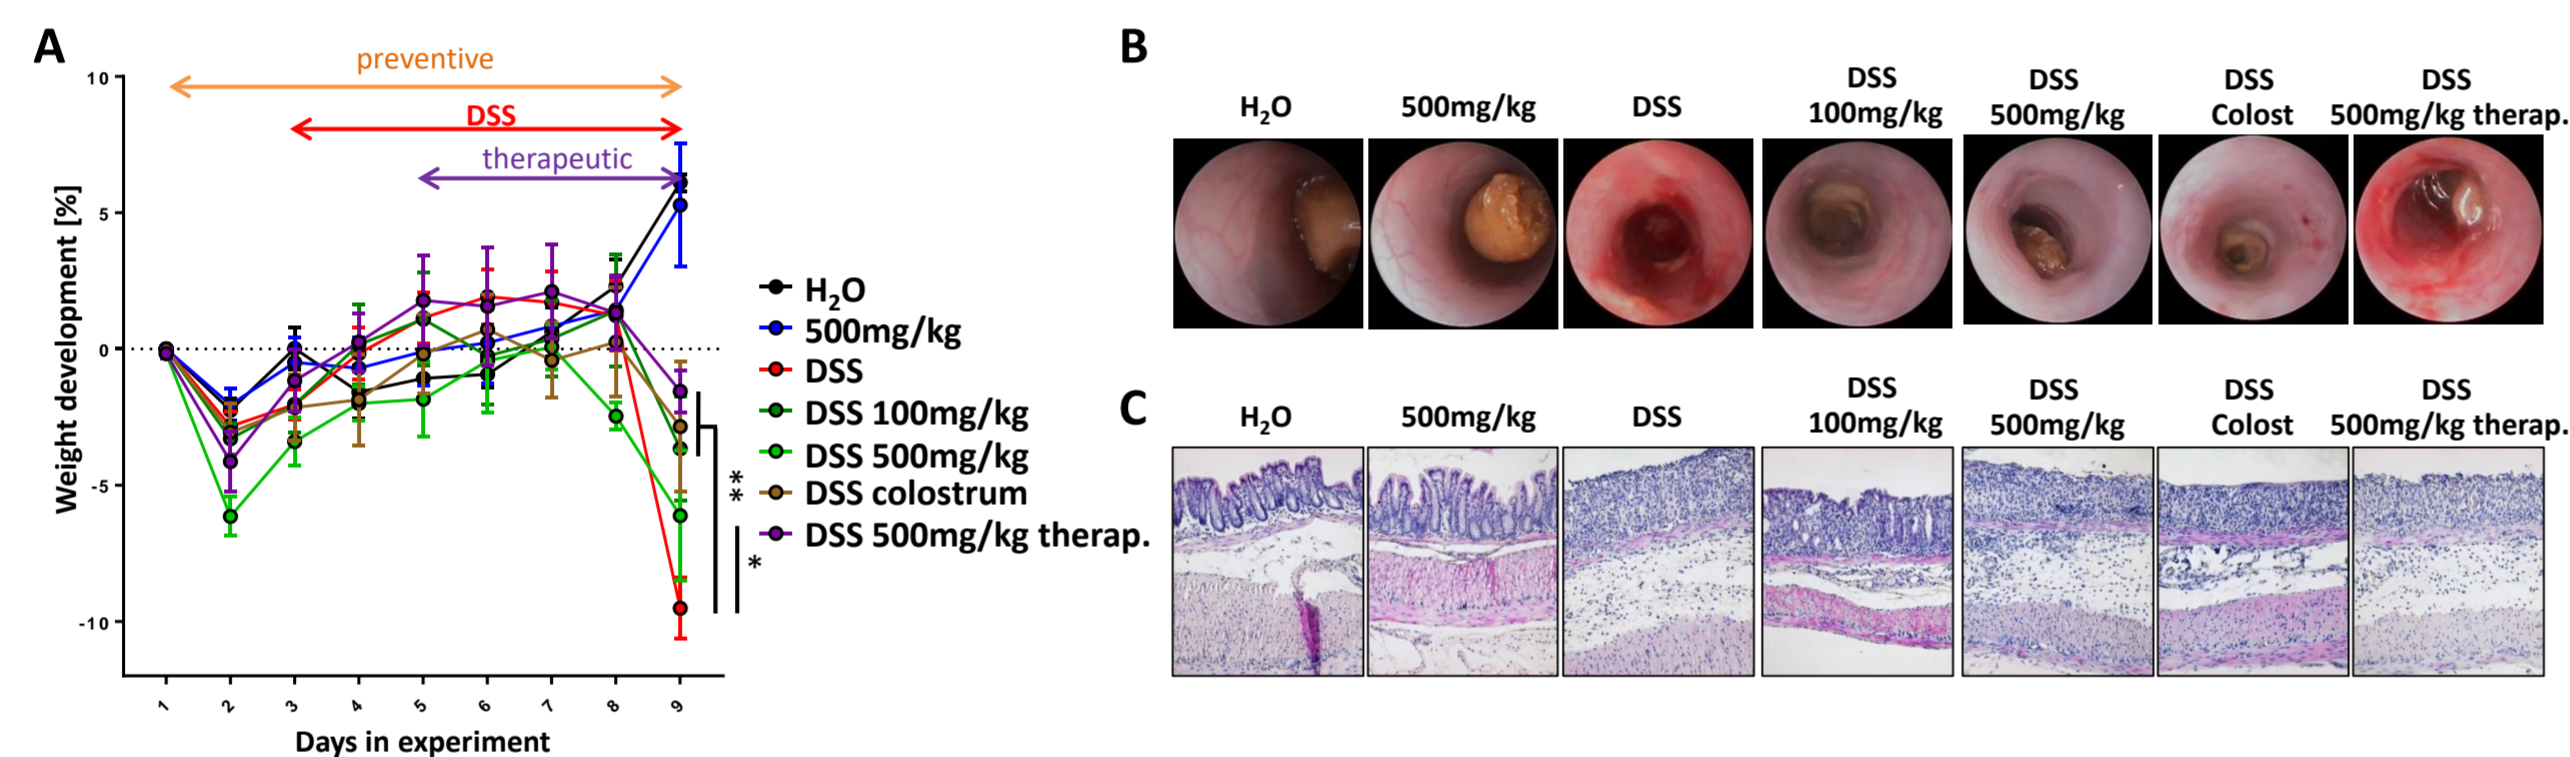 A
preventive
DSS
therapeutic
10
5
0
-5
-10
Weight development [%]
1 2 3 4 5 6 7 8 9
Days in experiment
H₂O
500mg/kg
DSS
DSS 100mg/kg
DSS 500mg/kg
DSS colostrum
DSS 500mg/kg therap.
**
*
B
H₂O
500mg/kg
DSS
DSS
100mg/kg
DSS
500mg/kg
DSS
Colost
DSS
500mg/kg therap.
C
H₂O
500mg/kg
DSS
DSS
100mg/kg
DSS
500mg/kg
DSS
Colost
DSS
500mg/kg therap.